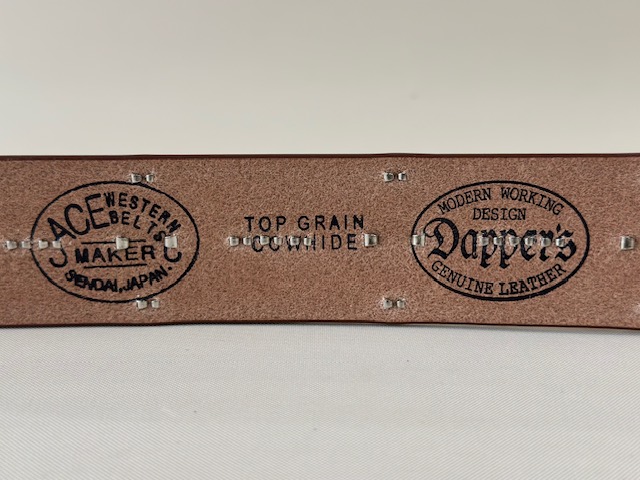 ACE WESTERN
BELTS
MAKER
SENDAI, JAPAN.
TOP GRAIN
COWHIDE
MODERN WORKING
DESIGN
Dapper's
GENUINE LEATHER